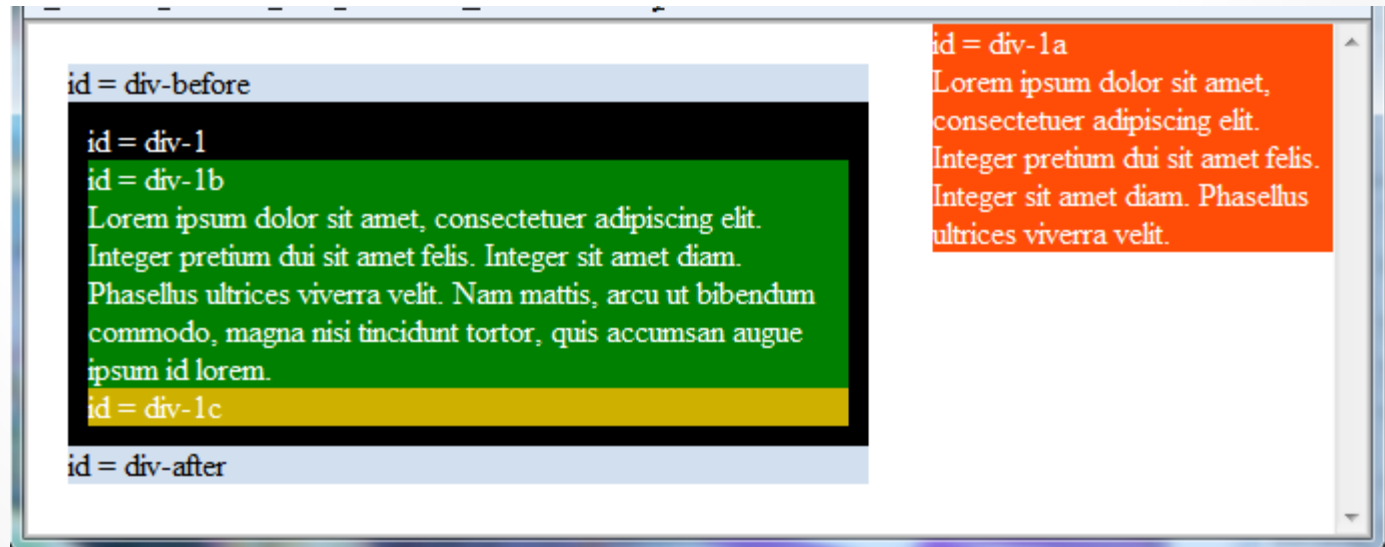 id = div-before
id = div-1
id = div-1b
Lorem ipsum dolor sit amet, consectetuer adipiscing elit.
Integer pretium dui sit amet felis. Integer sit amet diam.
Phasellus ultrices viverra velit. Nam mattis, arcu ut bibendum
commodo, magna nisi tincidunt tortor, quis accumsan augue
ipsum id lorem.
id = div-1c
id = div-after
id = div-1a
Lorem ipsum dolor sit amet,
consectetuer adipiscing elit.
Integer pretium dui sit amet felis.
Integer sit amet diam. Phasellus
ultrices viverra velit.